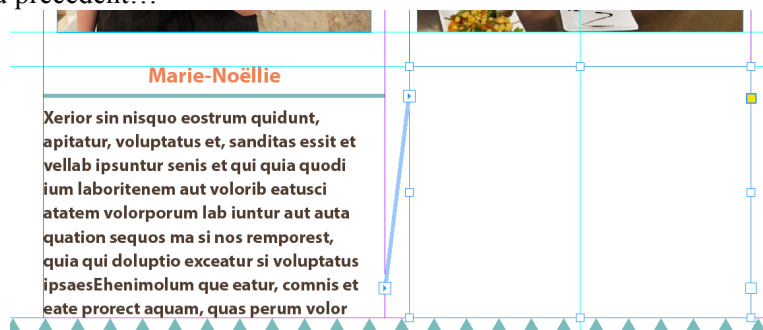 précédent…
Marie-Noëllie
Xerior sin nisquo eostrum quidunt,
apitatur, voluptatus et, sanditas essit et
vellab ipsuntur senis et qui quia quodi
ium laboritenem aut volorib eatusci
atatem volorporum lab iuntur aut auta
quation sequos ma si nos remporest,
quia qui doluptio exceatur si voluptatus
ipsaesEhenimolum que eatur, comnis et
eate prorect aquam, quas perum volor